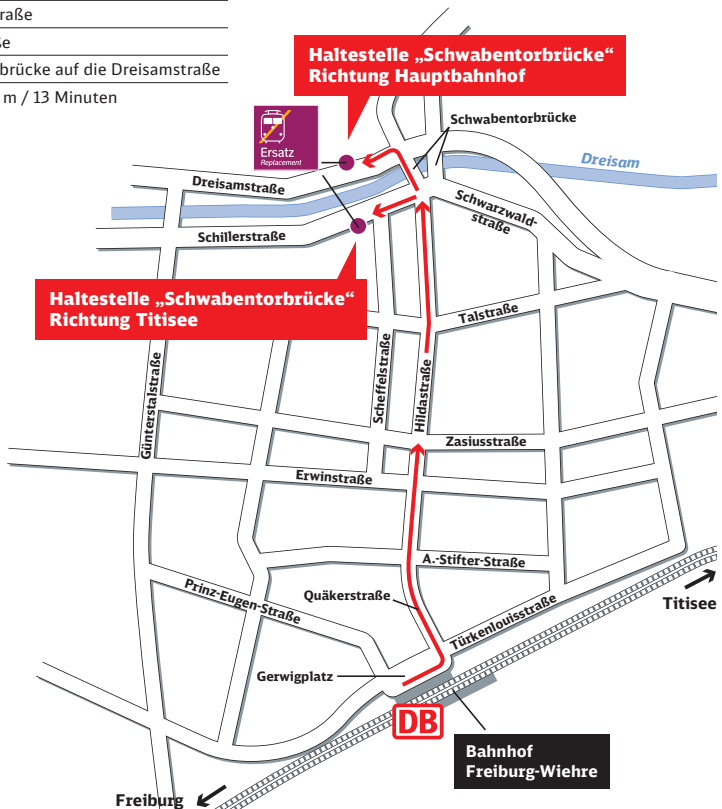 traße
ße
brücke auf die Dreisamstraße
m / 13 Minuten
Haltestelle „Schwabentorbrücke“
Richtung Hauptbahnhof
Schwabentorbrücke
Ersatz
Replacement
Dreisam
Dreisamstraße
Schwarzwald-
straße
Schillerstraße
Haltestelle „Schwabentorbrücke“
Richtung Titisee
Talstraße
Günterstalstraße
Scheffelstraße
Hildastraße
Zasiusstraße
Erwinstraße
A.-Stifter-Straße
Prinz-Eugen-Straße
Quäkerstraße
Türkenlouisstraße
Titisee
Gerwigplatz
DB
Bahnhof
Freiburg-Wiehre
Freiburg